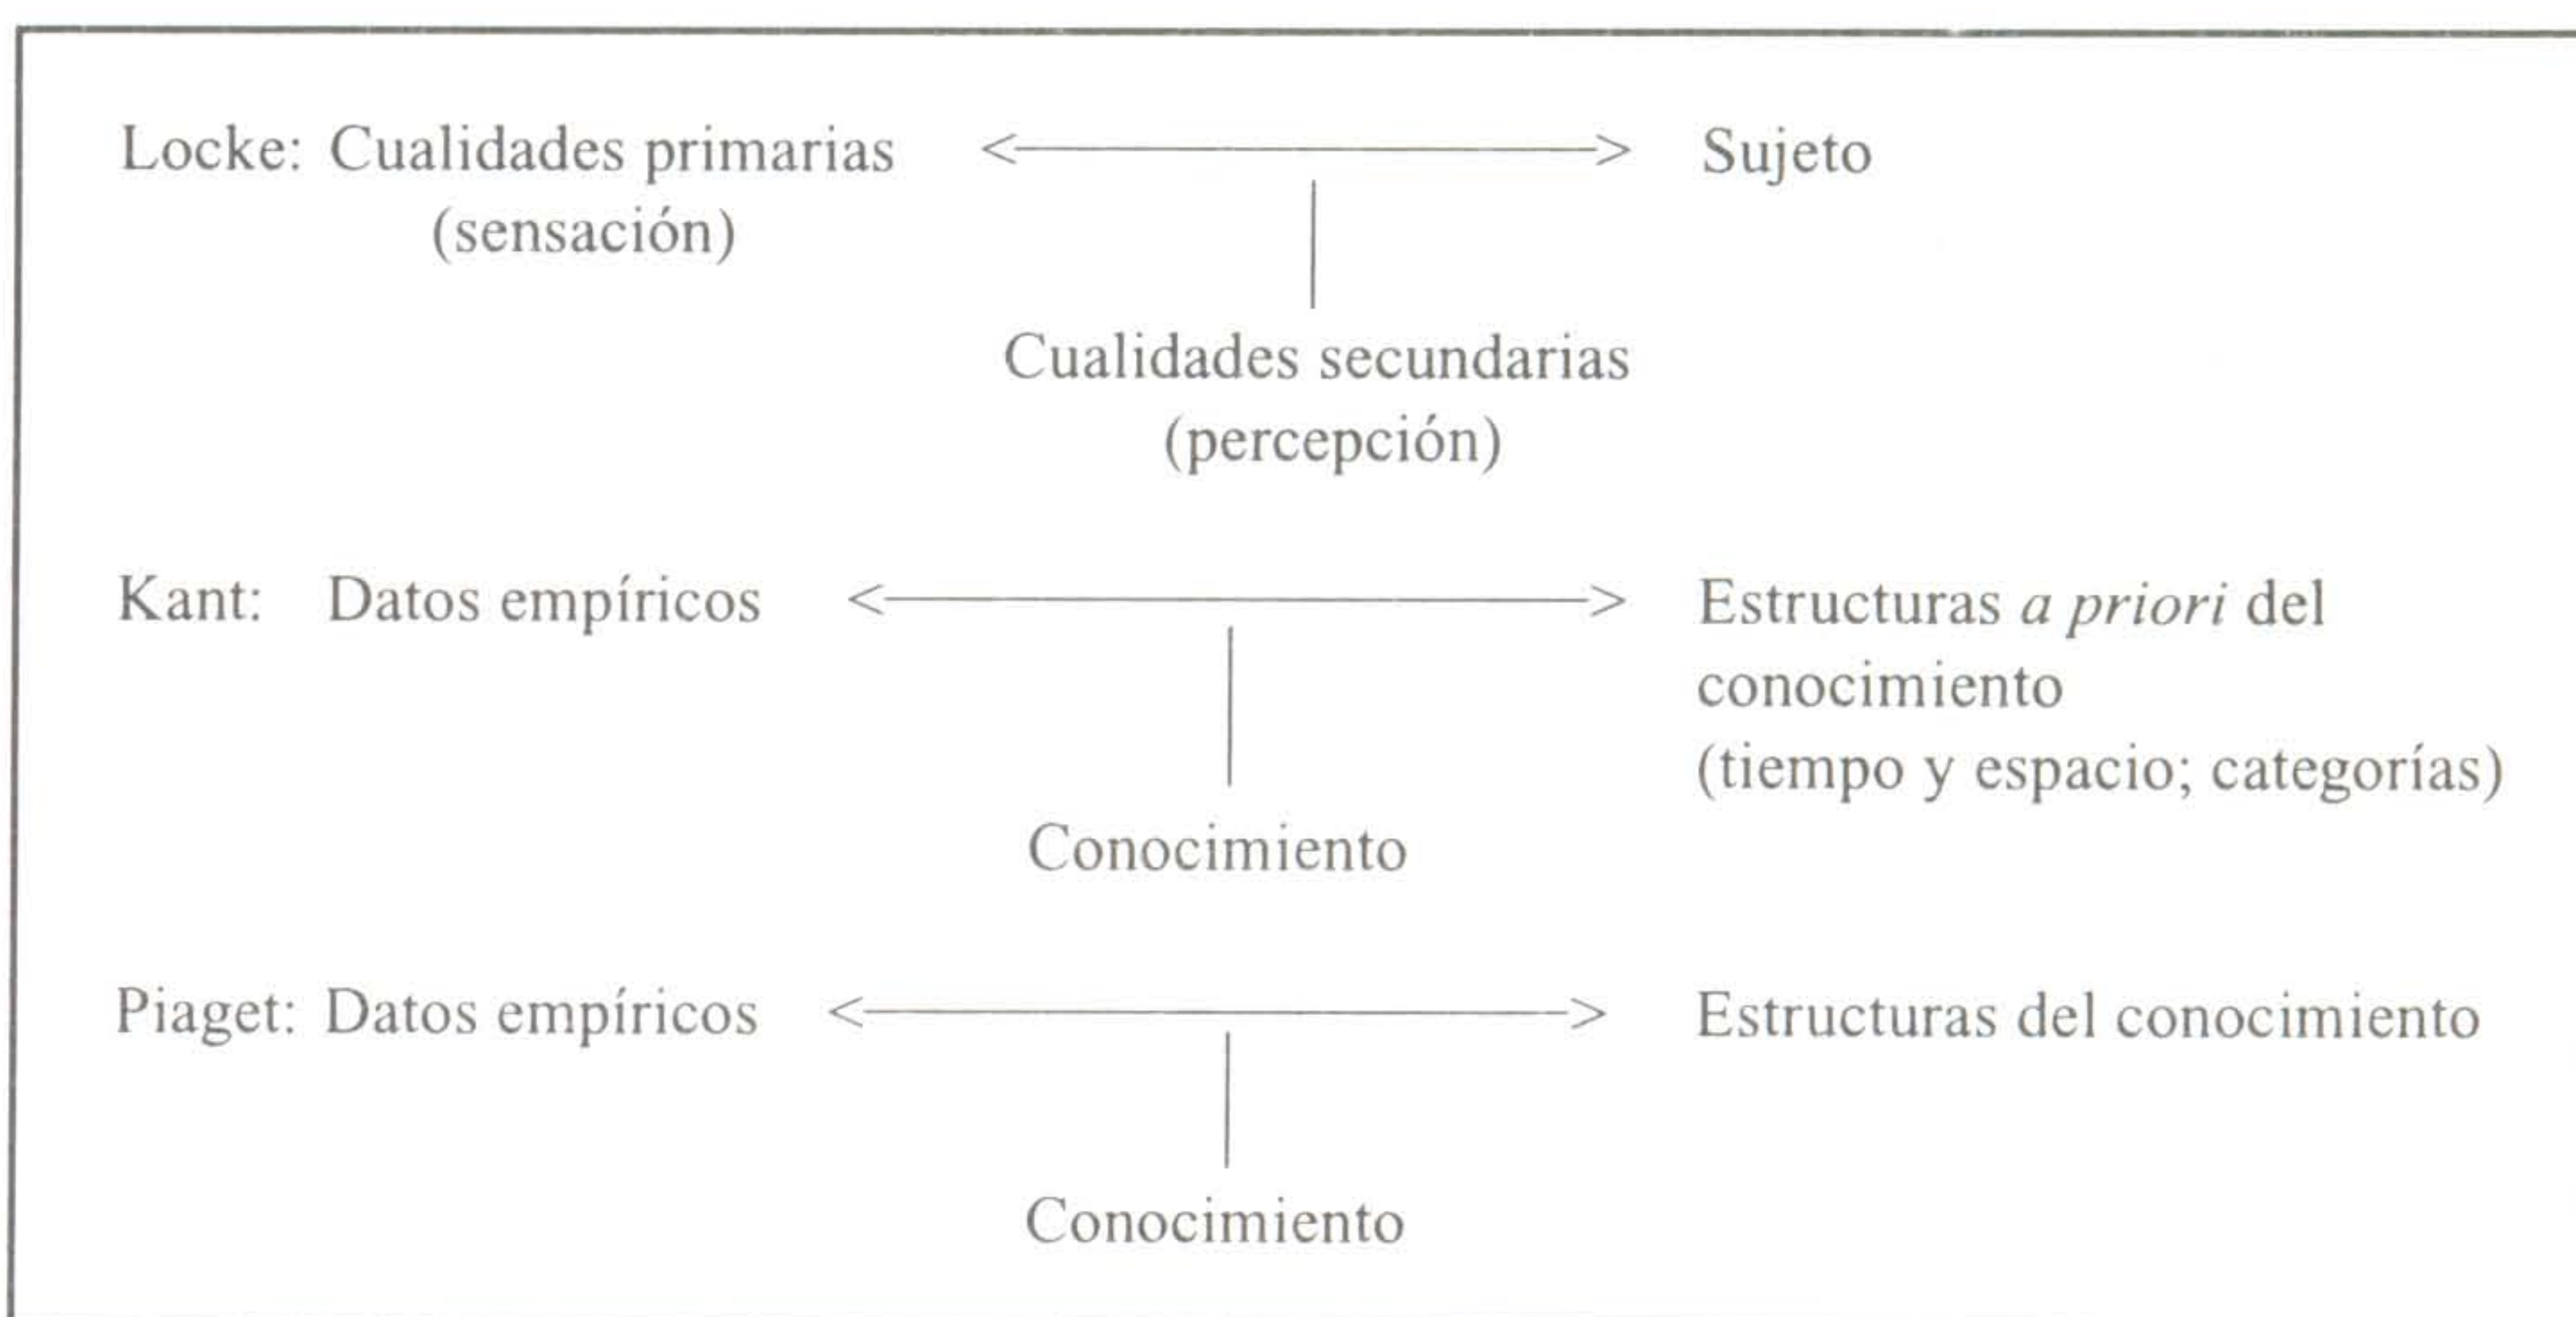 Locke: Cualidades primarias <——> Sujeto
(sensación)
Cualidades secundarias
(percepción)
Kant: Datos empíricos <——> Estructuras a priori del
conocimiento
(tiempo y espacio; categorías)
Conocimiento
Piaget: Datos empíricos <——> Estructuras del conocimiento
Conocimiento